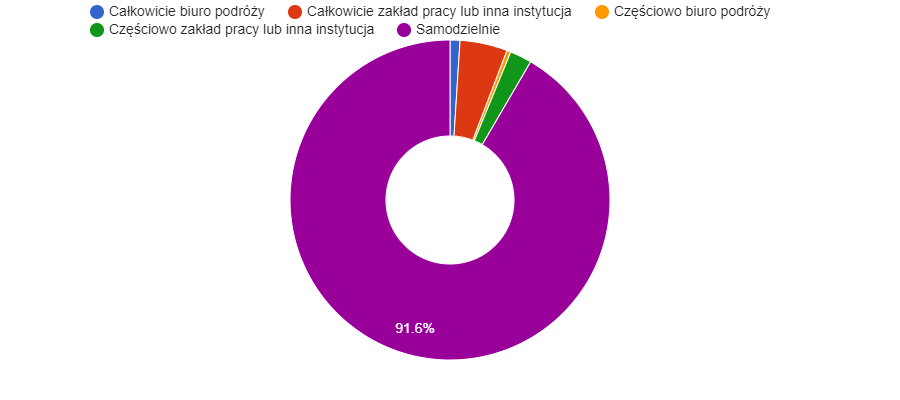 Całkowicie biuro podróży Całkowicie zakład pracy lub inna instytucja Częściowo biuro podróży
Częściowo zakład pracy lub inna instytucja Samodzielnie
91.6%